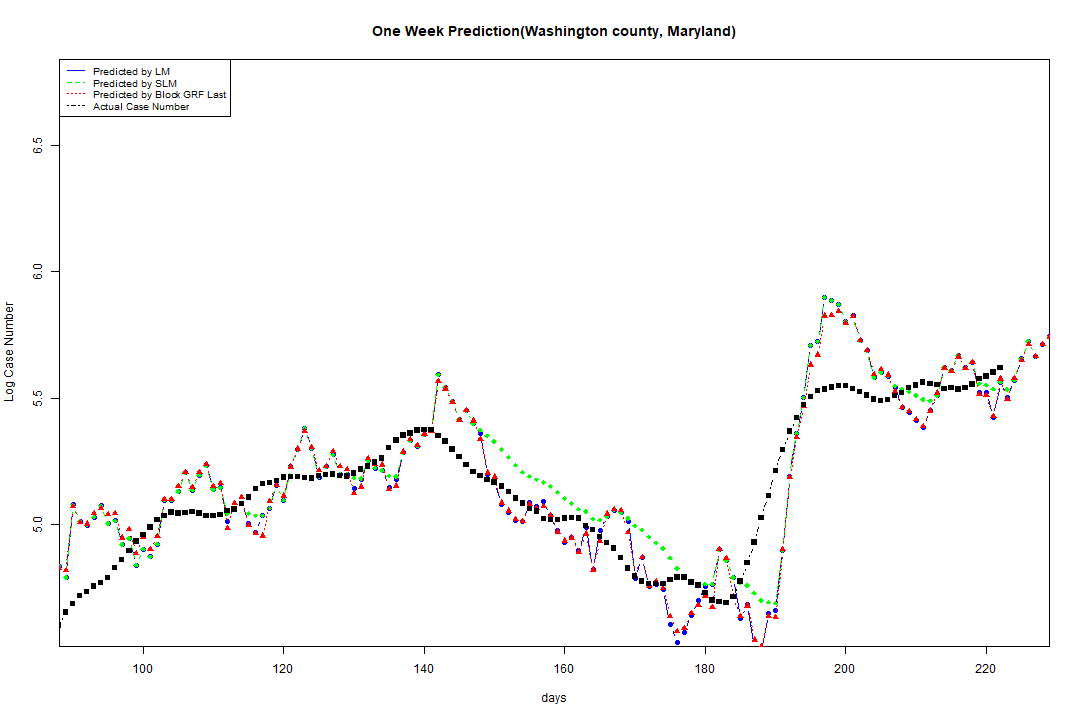 One Week Prediction(Washington county, Maryland)
Predicted by LM
Predicted by SLM
Predicted by Block GRF Last
Actual Case Number
6.5
6.0
5.5
5.0
Log Case Number
100 120 140 160 180 200 220
days